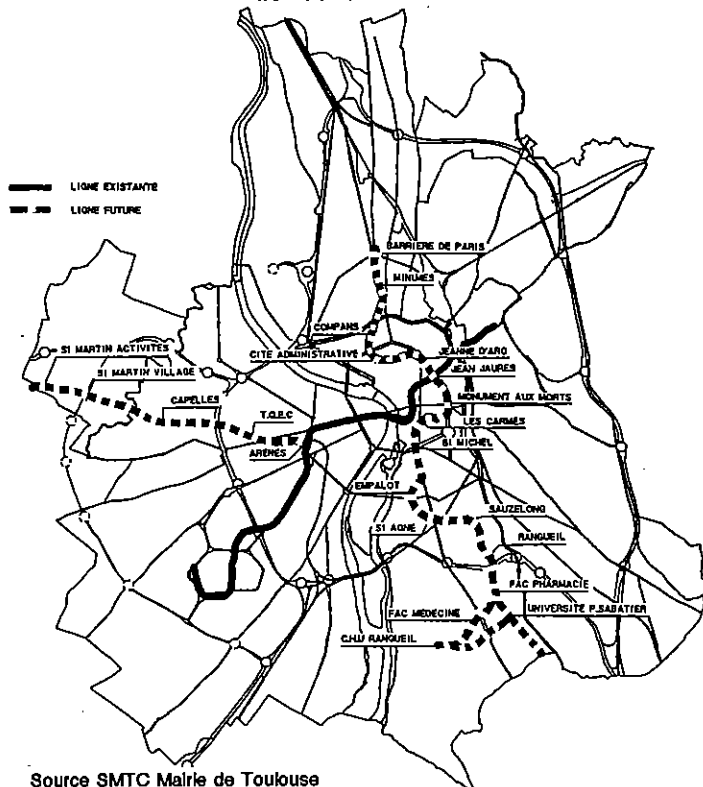 LIGNE EXISTANTE
LIGNE FUTURE
BARRIERE DE PARIS
MINUMES
COMPANS
CITE ADMINISTRATIVE
JEANNE D'ARC
JEAN JAURES
ST MARTIN ACTIVITES
ST MARTIN VILLAGE
CAPELLES
T.O.E.C
ARENES
MONUMENT AUX MORTS
LES CARMES
ST MICHEL
EMPALOT
SAUZELONG
ST AGNE
RANGUEIL
FAC PHARMACIE
FAC MEDECINE
UNIVERSITE P.SABATIER
C.H.U RANGUEIL
Source SMTC Mairie de Toulouse